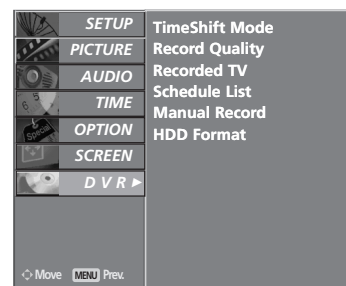 SETUP
PICTURE
AUDIO
TIME
OPTION
SCREEN
D V R ►
TimeShift Mode
Record Quality
Recorded TV
Schedule List
Manual Record
HDD Format
Move MENU Prev.